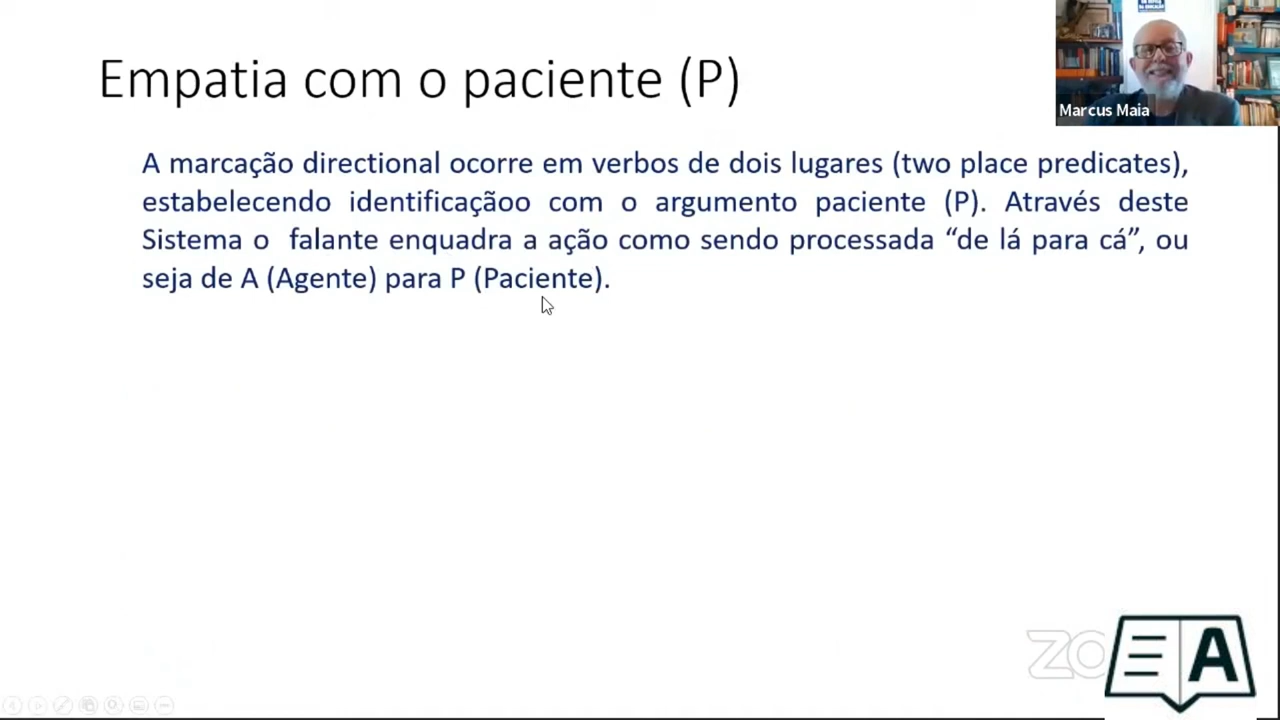 Empatia com o paciente (P)
Marcus Maia
A marcação directional ocorre em verbos de dois lugares (two place predicates),
estabelecendo identificaçãoo com o argumento paciente (P). Através deste
Sistema o falante enquadra a ação como sendo processada “de lá para cá”, ou
seja de A (Agente) para P (Paciente).
A